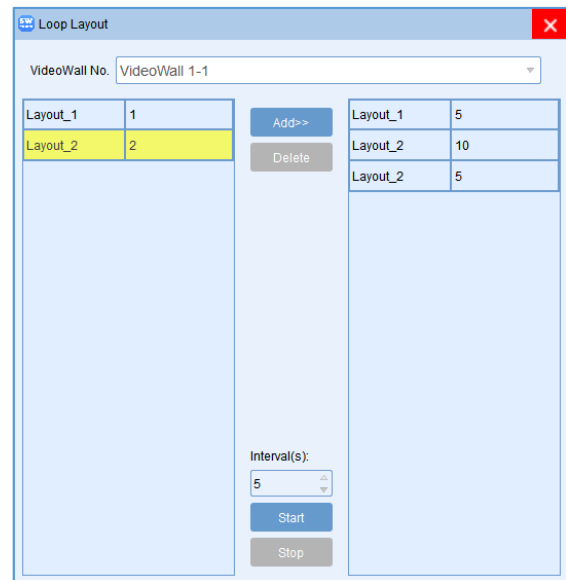 Loop Layout
VideoWall No. VideoWall 1-1
Layout_1 1
Layout_2 2
Add>>
Delete
Layout_1 5
Layout_2 10
Layout_2 5
Interval(s):
5
Start
Stop